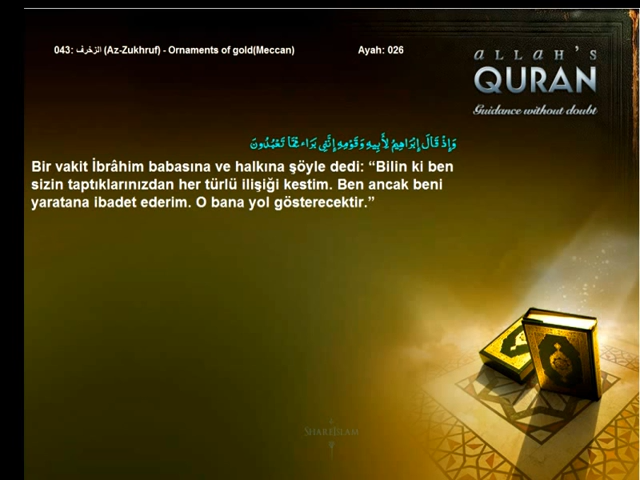 043: الزخرف (Az-Zukhruf) - Ornaments of gold(Meccan) Ayah: 026
ALLAH'S
QURAN
Guidance without doubt
وَإِذْ قَالَ إِبْرَاهِيمُ لِأَبِيهِ وَقَوْمِهِ إِنَّنِي بَرَاء مِّمَّا تَعْبُدُونَ
Bir vakit İbrâhim babasına ve halkına şöyle dedi: “Bilin ki ben
sizin taptıklarınızdan her türlü ilişiği kestim. Ben ancak beni
yaratana ibadet ederim. O bana yol gösterecektir.”
SHAREISLAM